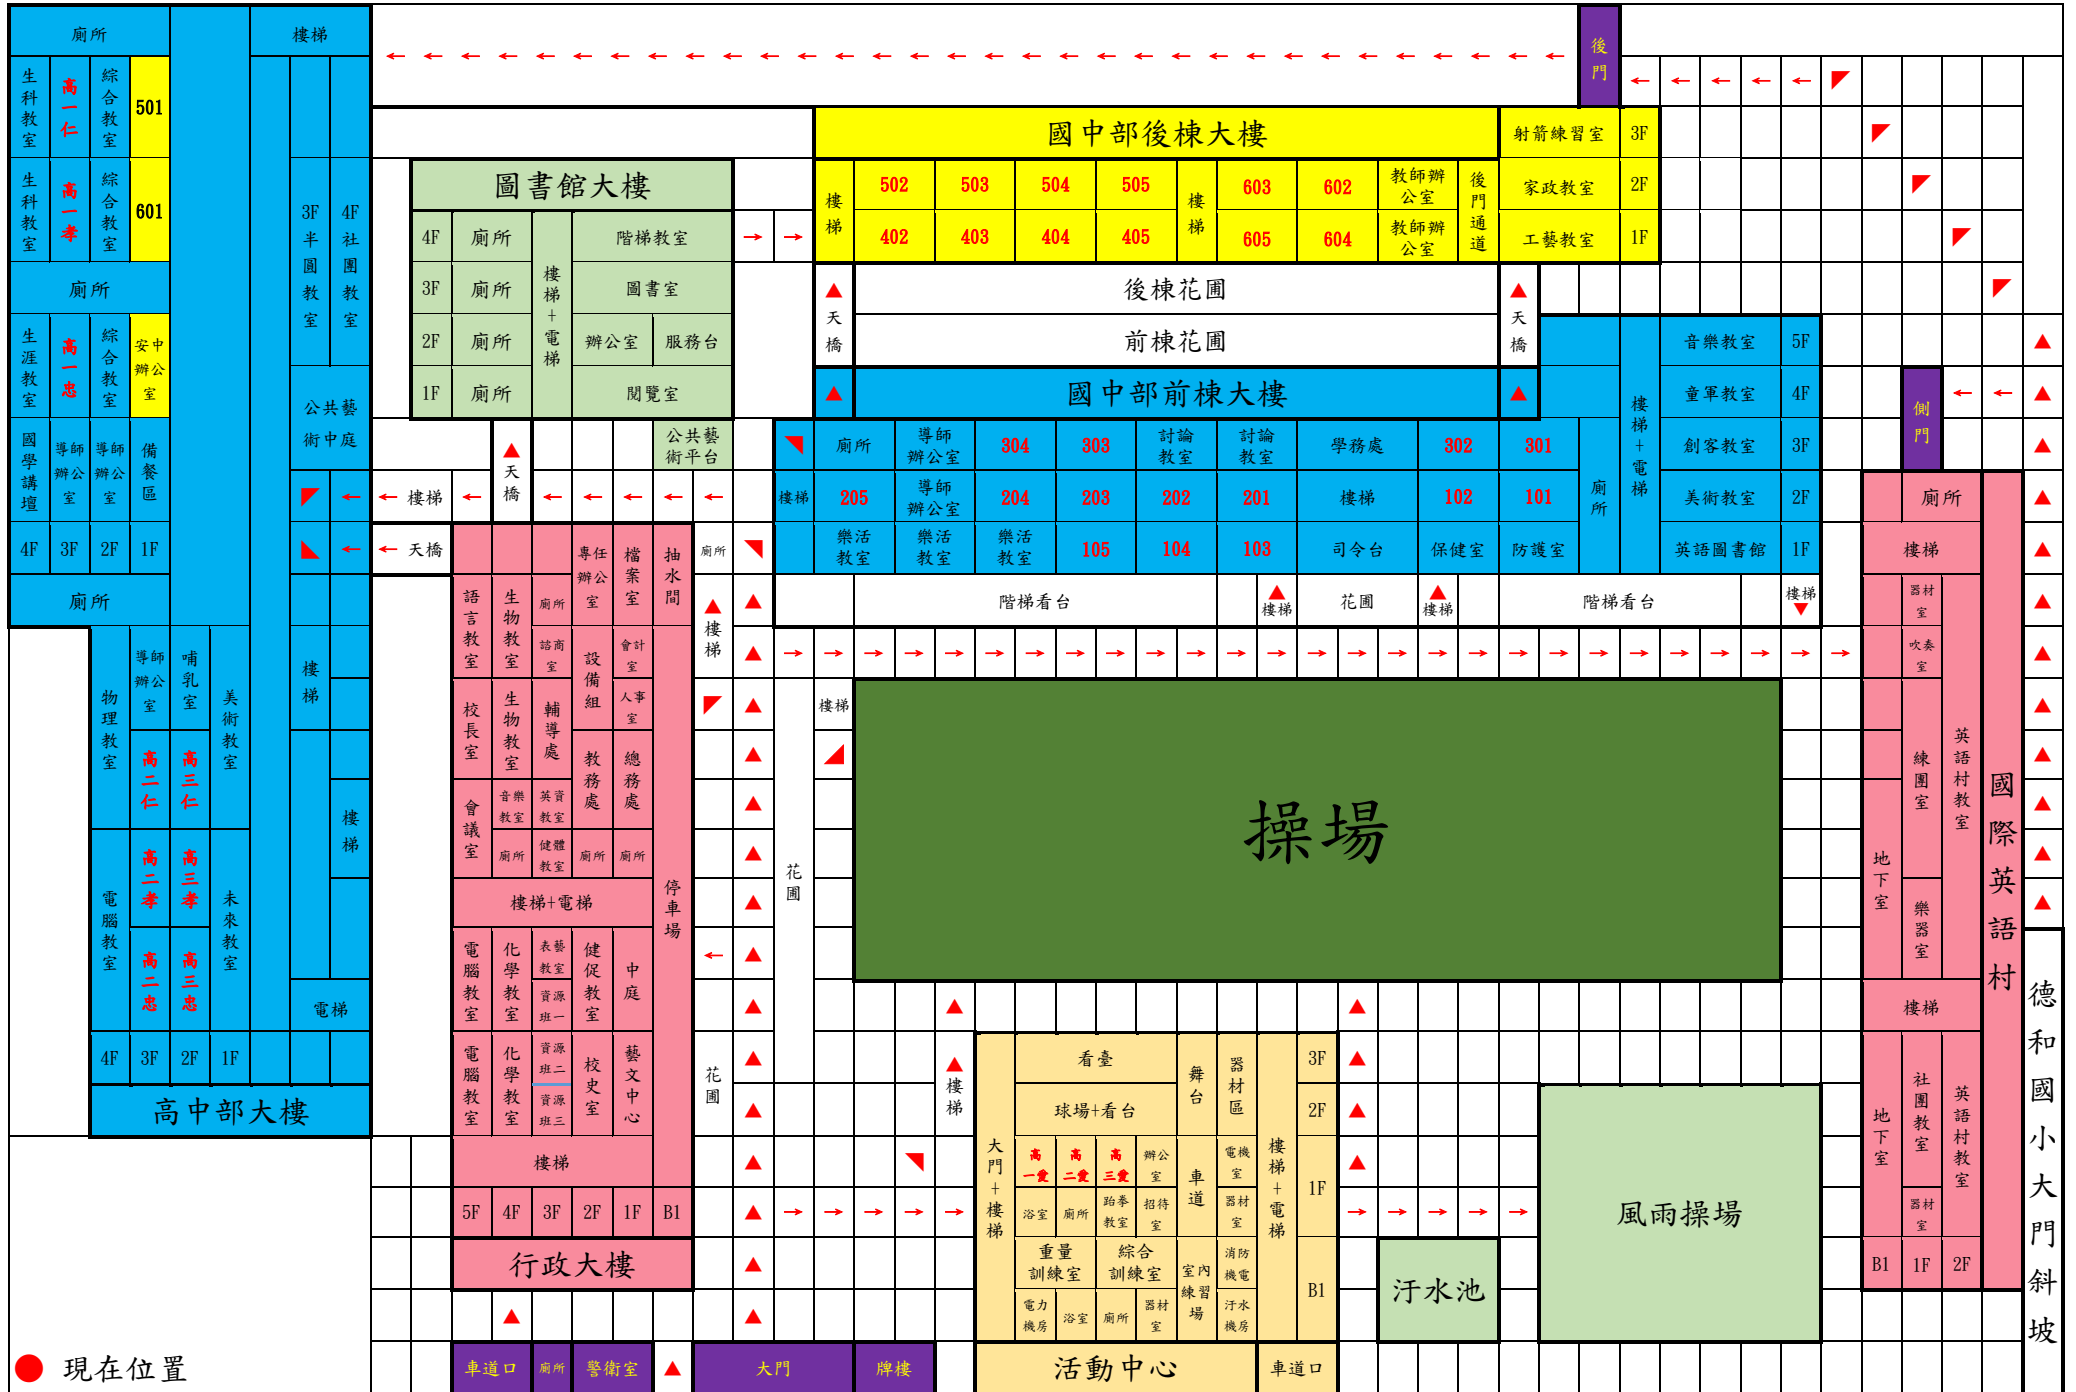 廁所
樓梯
生科教室
高一仁
綜合教室
501
生科教室
高一孝
綜合教室
601
3F半圓教室
4F社團教室
廁所
生涯教室
高一忠
綜合教室
安中辦公室
公共藝術中庭
國學講壇
導師辦公室
導師辦公室
備餐區
4F
3F
2F
1F
廁所
物理教室
導師辦公室
哺乳室
美術教室
樓梯
高二仁
高三仁
樓梯
電腦教室
高二孝
高三孝
未來教室
高二忠
高三忠
電梯
4F
3F
2F
1F
高中部大樓
現在位置
後門
圖書館大樓
4F
廁所
樓梯+電梯
階梯教室
3F
廁所
圖書室
2F
廁所
辦公室
服務台
1F
廁所
閱覽室
公共藝術平台
天橋
樓梯
天橋
國中部後棟大樓
射箭練習室
3F
樓梯
502
503
504
505
樓梯
603
602
教師辦公室
後門通道
家政教室
2F
402
403
404
405
605
604
教師辦公室
工藝教室
1F
天橋
後棟花圃
天橋
前棟花圃
國中部前棟大樓
音樂教室
5F
童軍教室
4F
樓梯+電梯
廁所
導師辦公室
304
303
討論教室
討論教室
學務處
302
301
創客教室
3F
樓梯
205
導師辦公室
204
203
202
201
樓梯
102
101
廁所
美術教室
2F
樂活教室
樂活教室
樂活教室
105
104
103
司令台
保健室
防護室
英語圖書館
1F
階梯看台
樓梯
花圃
樓梯
階梯看台
樓梯
側門
專任辦公室
檔案室
抽水間
廁所
語言教室
生物教室
廁所
樓梯
諮商室
設備組
會計室
校長室
生物教室
輔導處
人事室
教務處
總務處
會議室
音樂教室
英資教室
廁所
健體教室
廁所
廁所
樓梯+電梯
停車場
電腦教室
化學教室
表藝教室
健促教室
中庭
資源班一
電腦教室
化學教室
資源班二
校史室
藝文中心
資源班三
樓梯
5F
4F
3F
2F
1F
B1
行政大樓
花圃
花圃
樓梯
樓梯
操場
車道口
廁所
警衛室
大門
牌樓
看臺
舞台
器材區
3F
球場+看台
2F
大門+樓梯
高一愛
高二愛
高三愛
辦公室
車道
電機室
樓梯+電梯
1F
浴室
廁所
跆拳教室
招待室
器材室
重量訓練室
綜合訓練室
室內練習場
消防機電
B1
電力機房
浴室
廁所
器材室
汙水機房
活動中心
車道口
汙水池
風雨操場
廁所
樓梯
器材室
吹奏室
英語村教室
練團室
地下室
樂器室
樓梯
地下室
社團教室
英語村教室
器材室
B1
1F
2F
國際英語村
德和國小大門斜坡